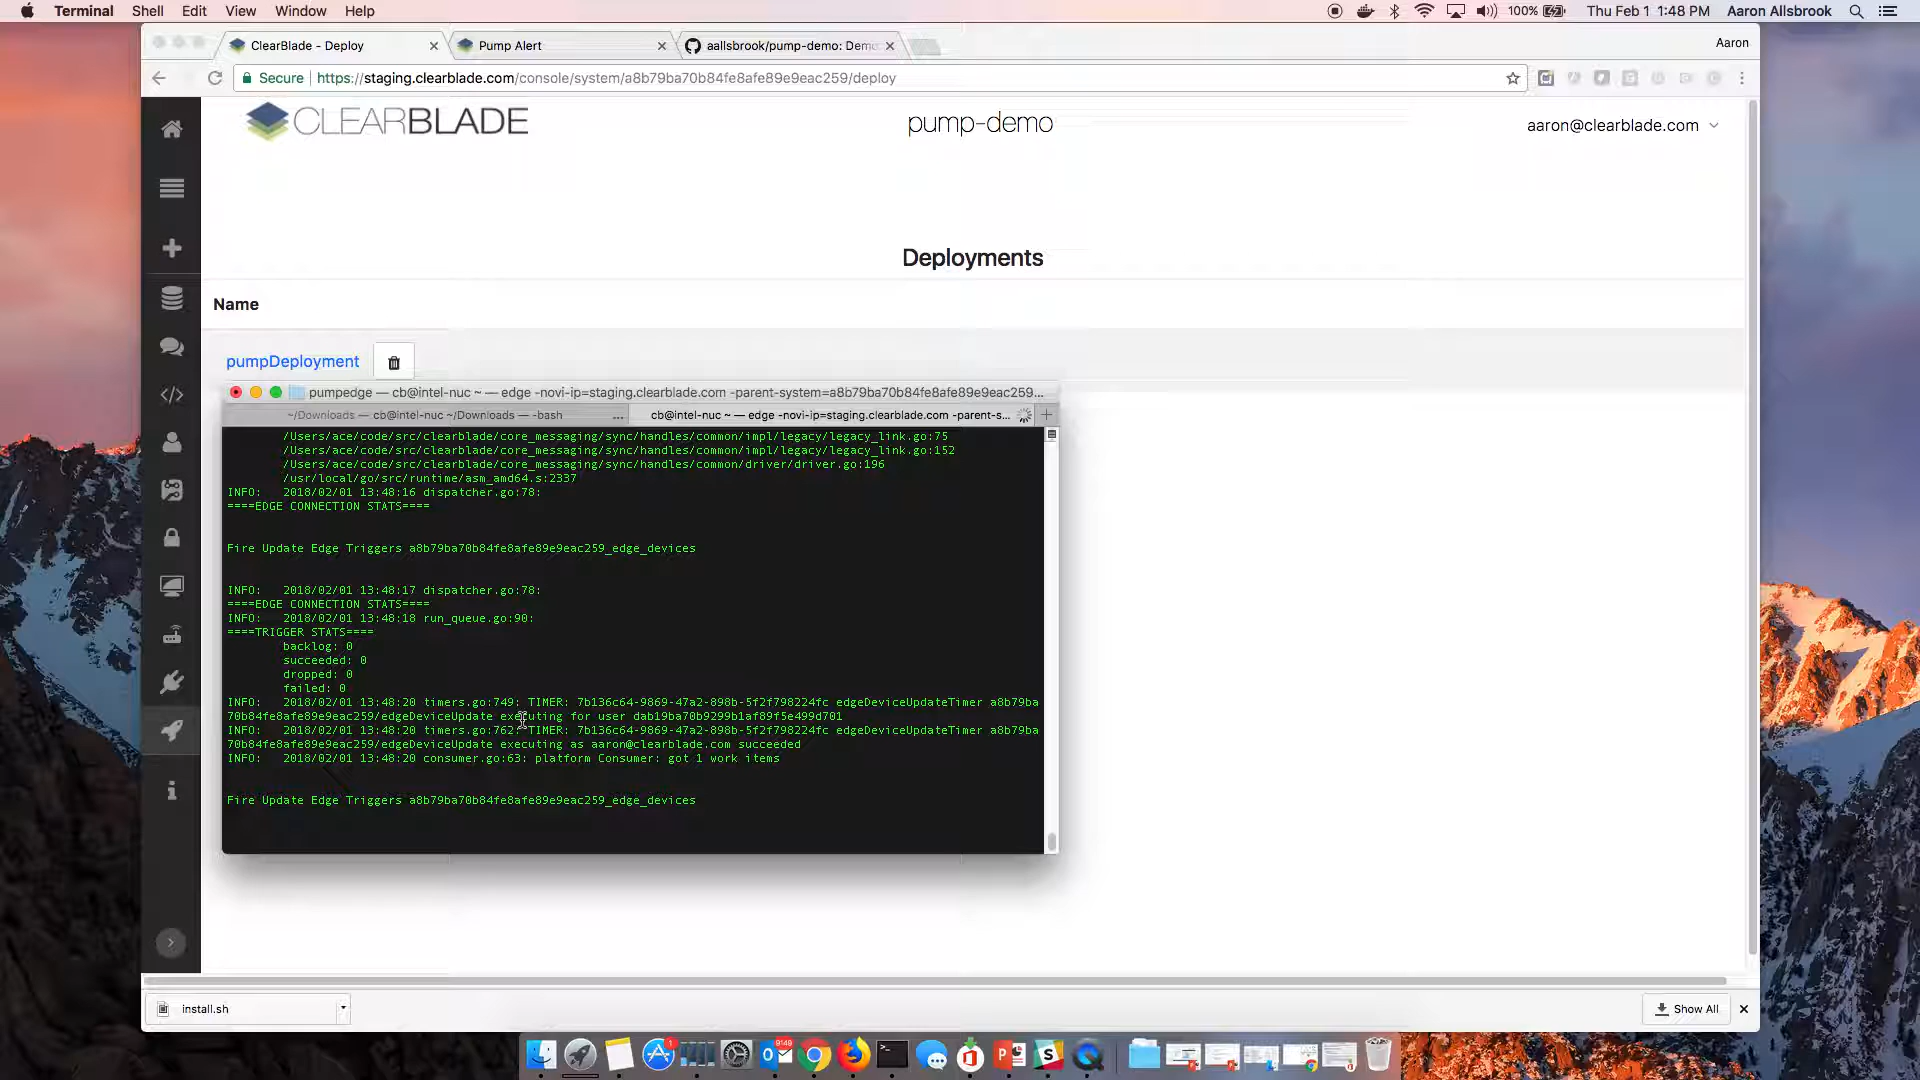 Terminal Shell Edit View Window Help
100% Thu Feb 1 1:48 PM Aaron Allsbrook
ClearBlade - Deploy
Pump Alert
aallsbrook/pump-demo: Dem
Aaron
Secure https://staging.clearblade.com/console/system/a8b79ba70b84fe8afe89e9eac259/deploy
CLEARBLADE
pump-demo
aaron@clearblade.com
Deployments
Name
pumpDeployment
pumpedge — cb@intel-nuc ~ — edge -novi-ip=staging.clearblade.com -parent-system=a8b79ba70b84fe8afe89e9eac259...
~/Downloads — cb@intel-nuc ~/Downloads — -bash ...
cb@intel-nuc ~ — edge -novi-ip=staging.clearblade.com -parent-s...
/Users/ace/code/src/clearblade/core_messaging/sync/handles/common/impl/legacy/legacy_link.go:75
/Users/ace/code/src/clearblade/core_messaging/sync/handles/common/impl/legacy/legacy_link.go:152
/Users/ace/code/src/clearblade/core_messaging/sync/handles/common/driver/driver.go:196
/usr/local/go/src/runtime/asm_amd64.s:2337
INFO: 2018/02/01 13:48:16 dispatcher.go:78:
====EDGE CONNECTION STATS====
Fire Update Edge Triggers a8b79ba70b84fe8afe89e9eac259_edge_devices
INFO: 2018/02/01 13:48:17 dispatcher.go:78:
====EDGE CONNECTION STATS====
INFO: 2018/02/01 13:48:18 run_queue.go:90:
====TRIGGER STATS====
backlog: 0
succeeded: 0
dropped: 0
failed: 0
INFO: 2018/02/01 13:48:20 timers.go:749: TIMER: 7b136c64-9869-47a2-898b-5f2f798224fc edgeDeviceUpdateTimer a8b79ba
70b84fe8afe89e9eac259/edgeDeviceUpdate executing for user dab19ba70b9299b1af89f5e499d701
INFO: 2018/02/01 13:48:20 timers.go:762: TIMER: 7b136c64-9869-47a2-898b-5f2f798224fc edgeDeviceUpdateTimer a8b79ba
70b84fe8afe89e9eac259/edgeDeviceUpdate executing as aaron@clearblade.com succeeded
INFO: 2018/02/01 13:48:20 consumer.go:63: platform Consumer: got 1 work items
Fire Update Edge Triggers a8b79ba70b84fe8afe89e9eac259_edge_devices
install.sh
Show All
9149